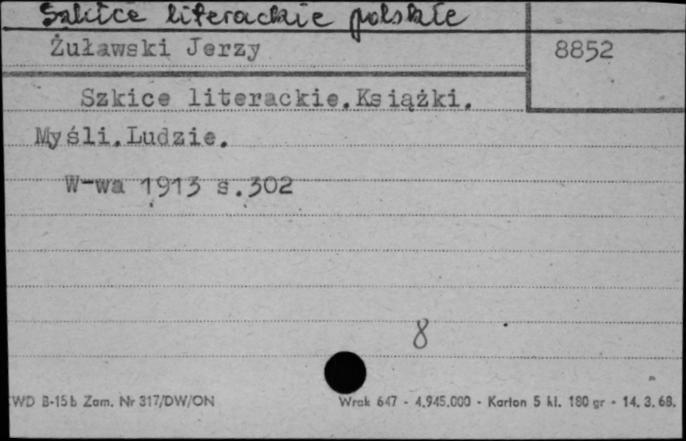 Szkice literackie polskie
Żuławski Jerzy
8852
Szkice literackie.Książki.
Myśli.Ludzie.
W-wa 1913 s.302
8
WD B-15b Zam. Nr 317/DW/ON
Wrak 647 - 4.945.000 - Karton 5 kl. 180 gr - 14. 3. 68.